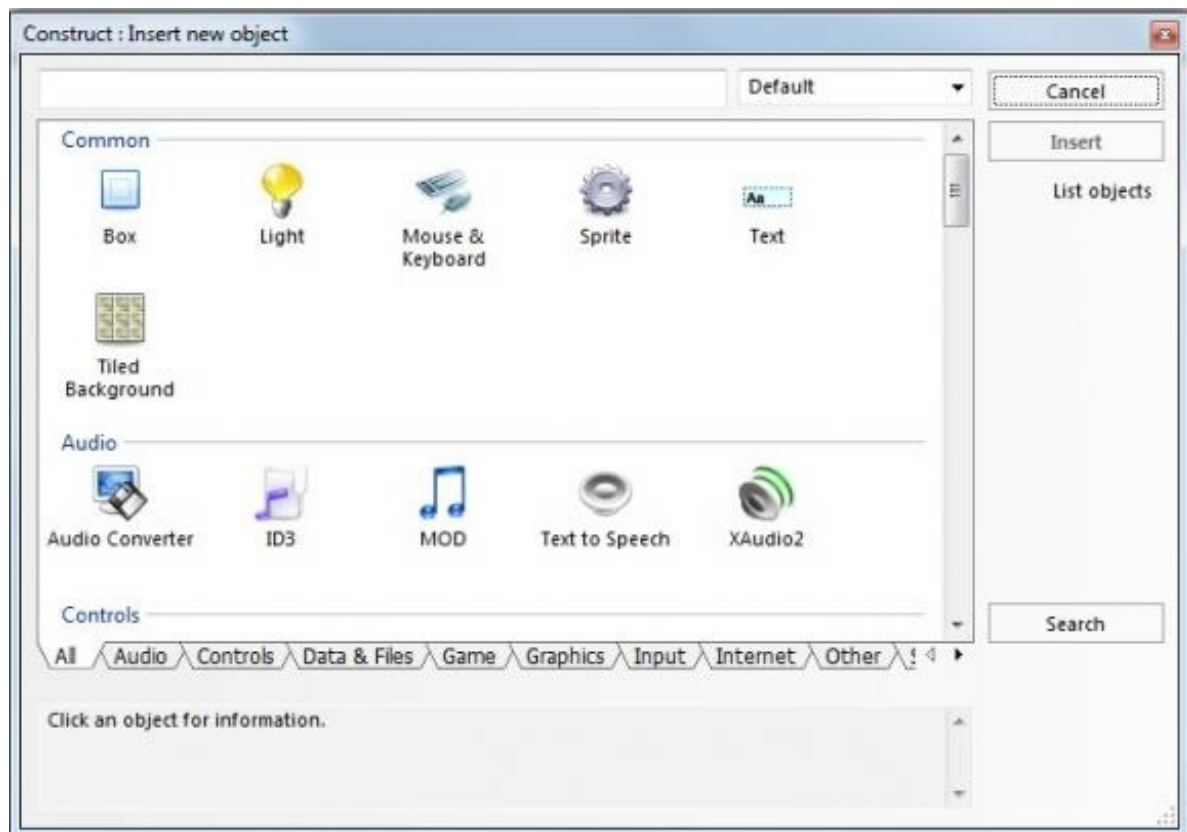 Construct : Insert new object
Default
Cancel
Common
Insert
List objects
Box
Light
Mouse &
Keyboard
Sprite
Aa
Text
Tiled
Background
Audio
Audio Converter
ID3
MOD
Text to Speech
XAudio2
Controls
Search
All Audio Controls Data & Files Game Graphics Input Internet Other
Click an object for information.